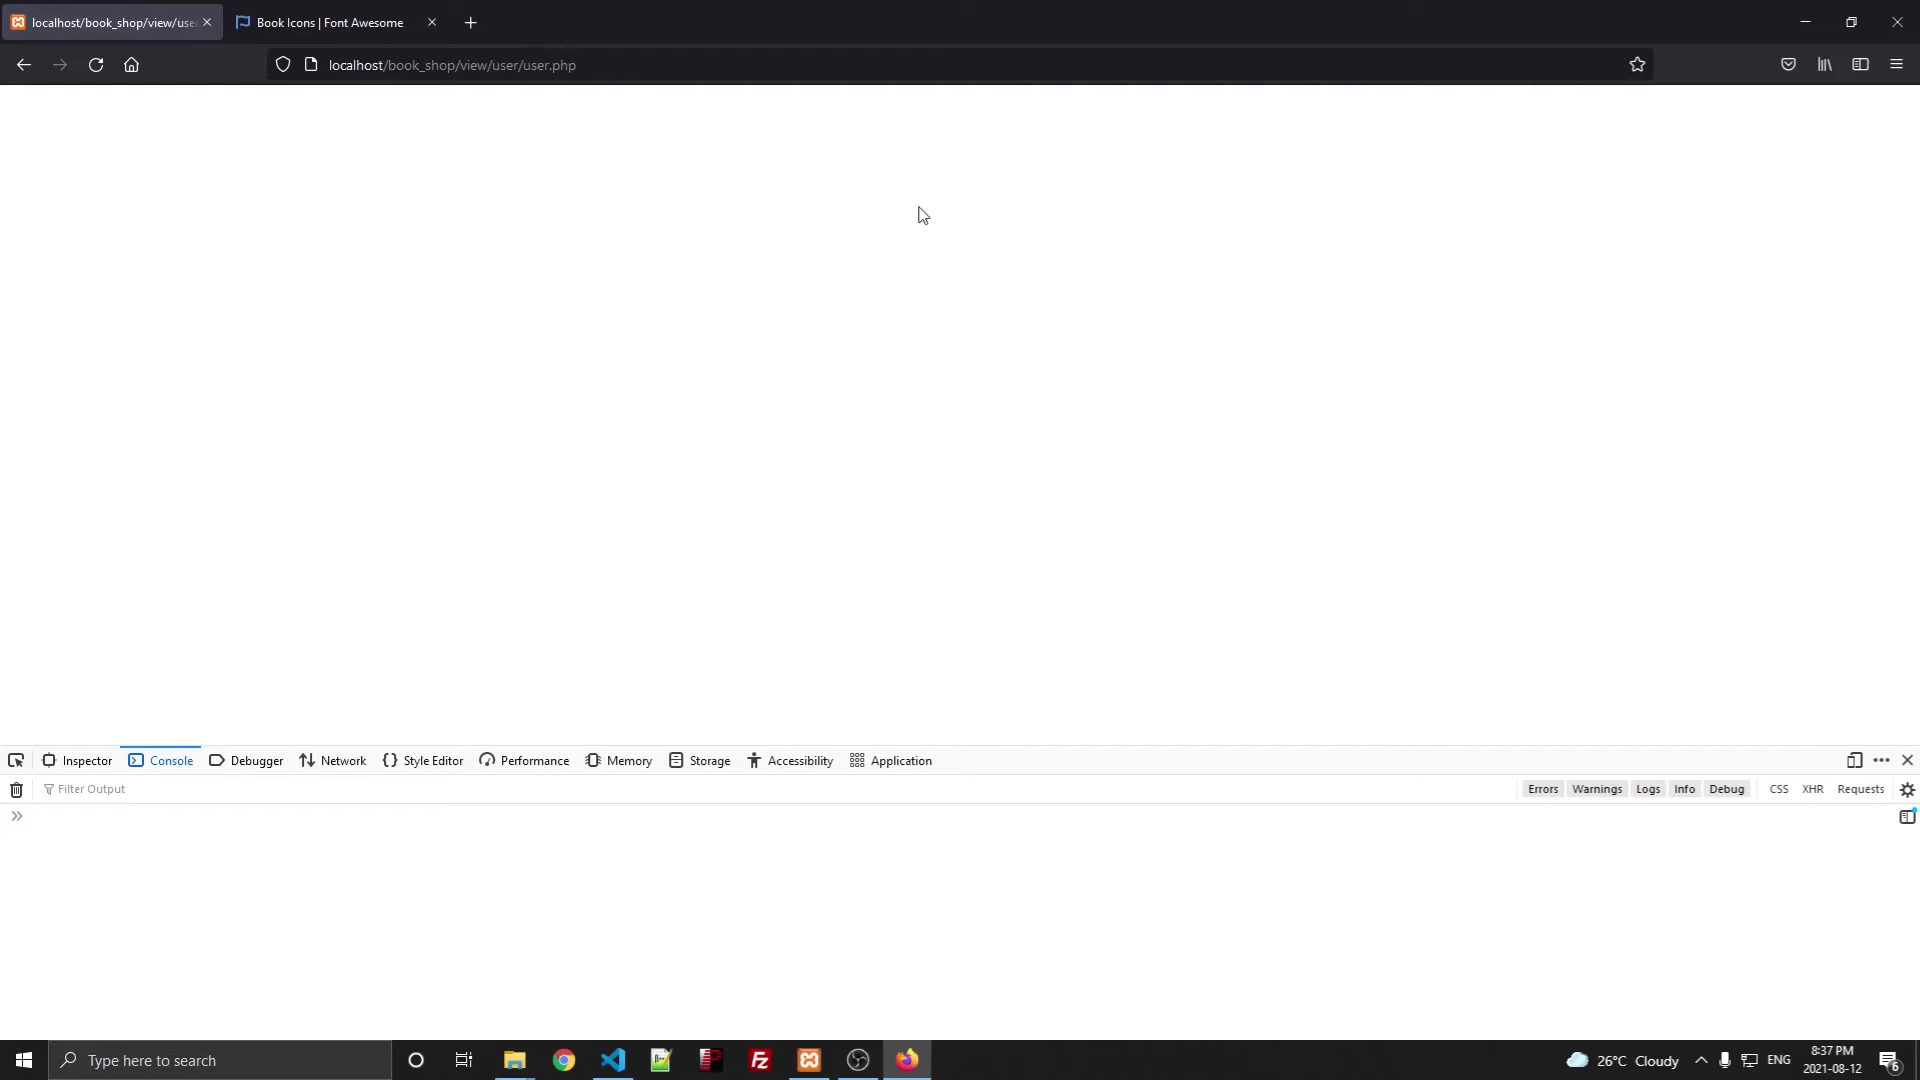 localhost/book_shop/view/use
Book Icons | Font Awesome
localhost/book_shop/view/user/user.php
Inspector Console Debugger Network Style Editor Performance Memory Storage Accessibility Application
Filter Output Errors Warnings Logs Info Debug CSS XHR Requests
Type here to search
26°C Cloudy
ENG
8:37 PM
2021-08-12
6